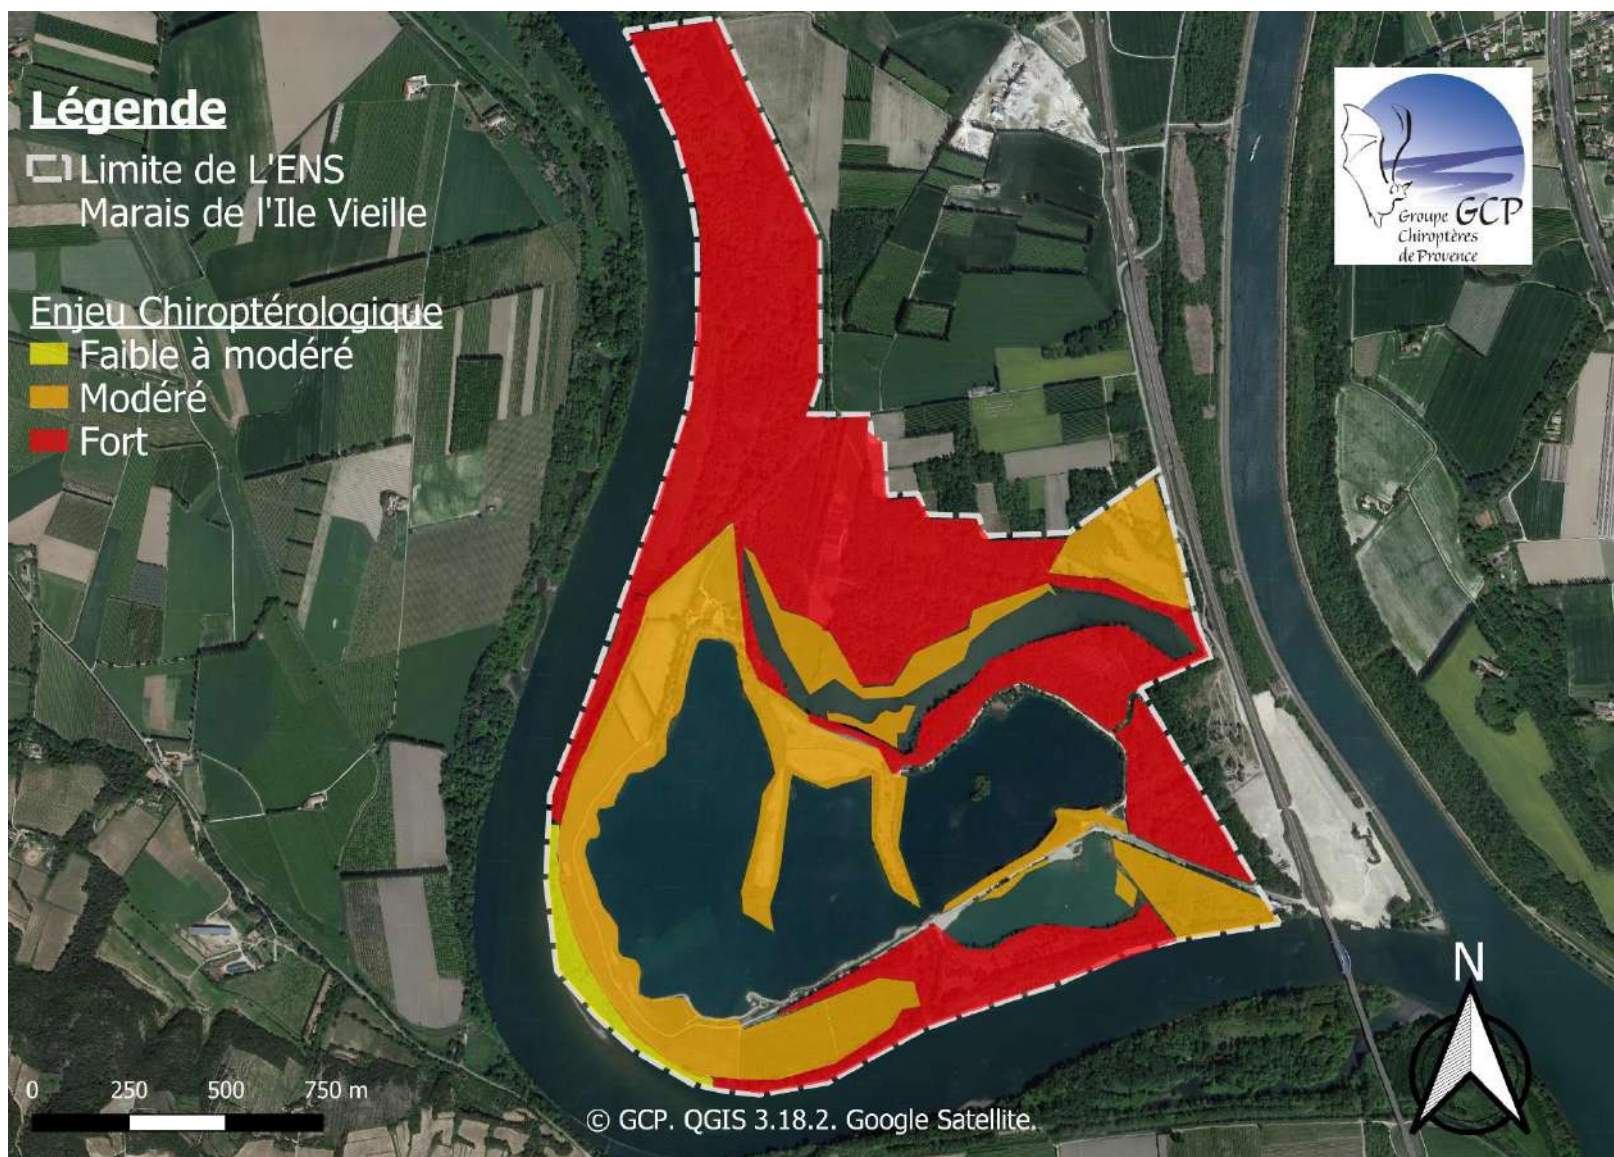 Légende
Limite de L'ENS
Marais de l'Ile Vieille
Enjeu Chiroptérologique
Faible à modéré
Modéré
Fort
Groupe GCP
Chiroptères
de Provence
N
0 250 500 750 m
© GCP. QGIS 3.18.2. Google Satellite.